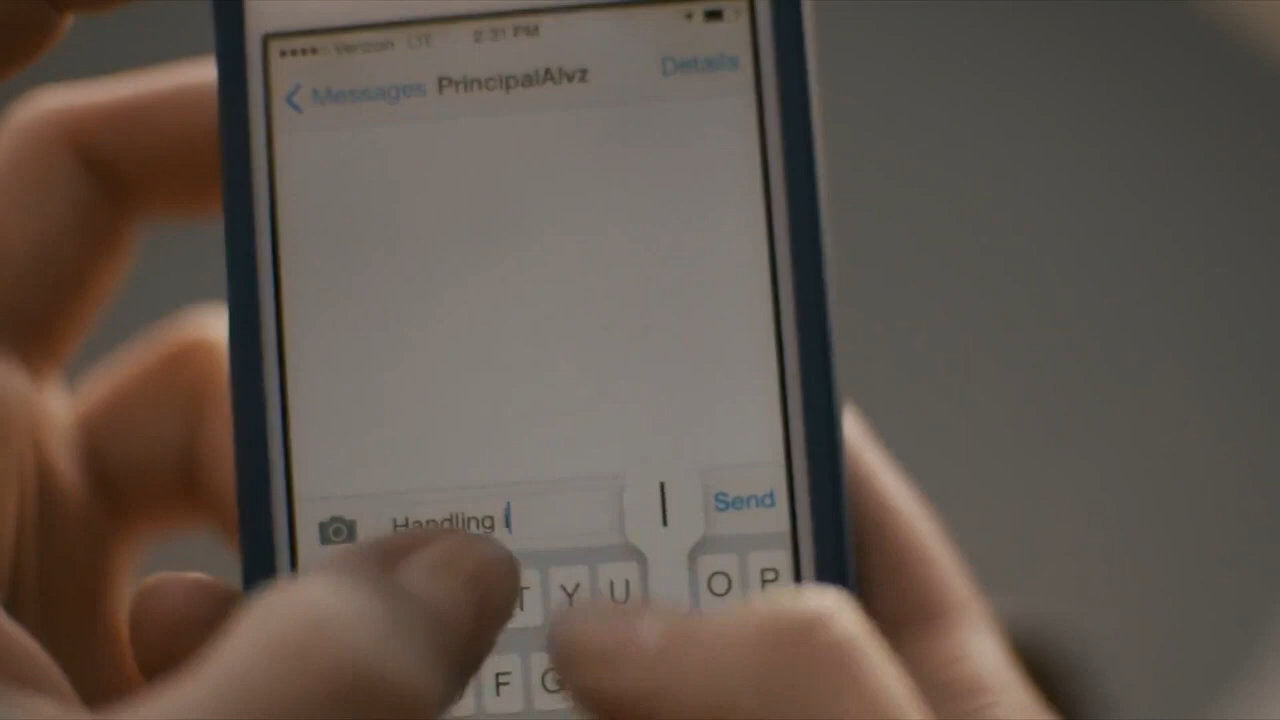 Verizon LTE 2:31 PM
Messages PrincipalAlvz Details
Handling i
I
Send
T Y U O P
F G